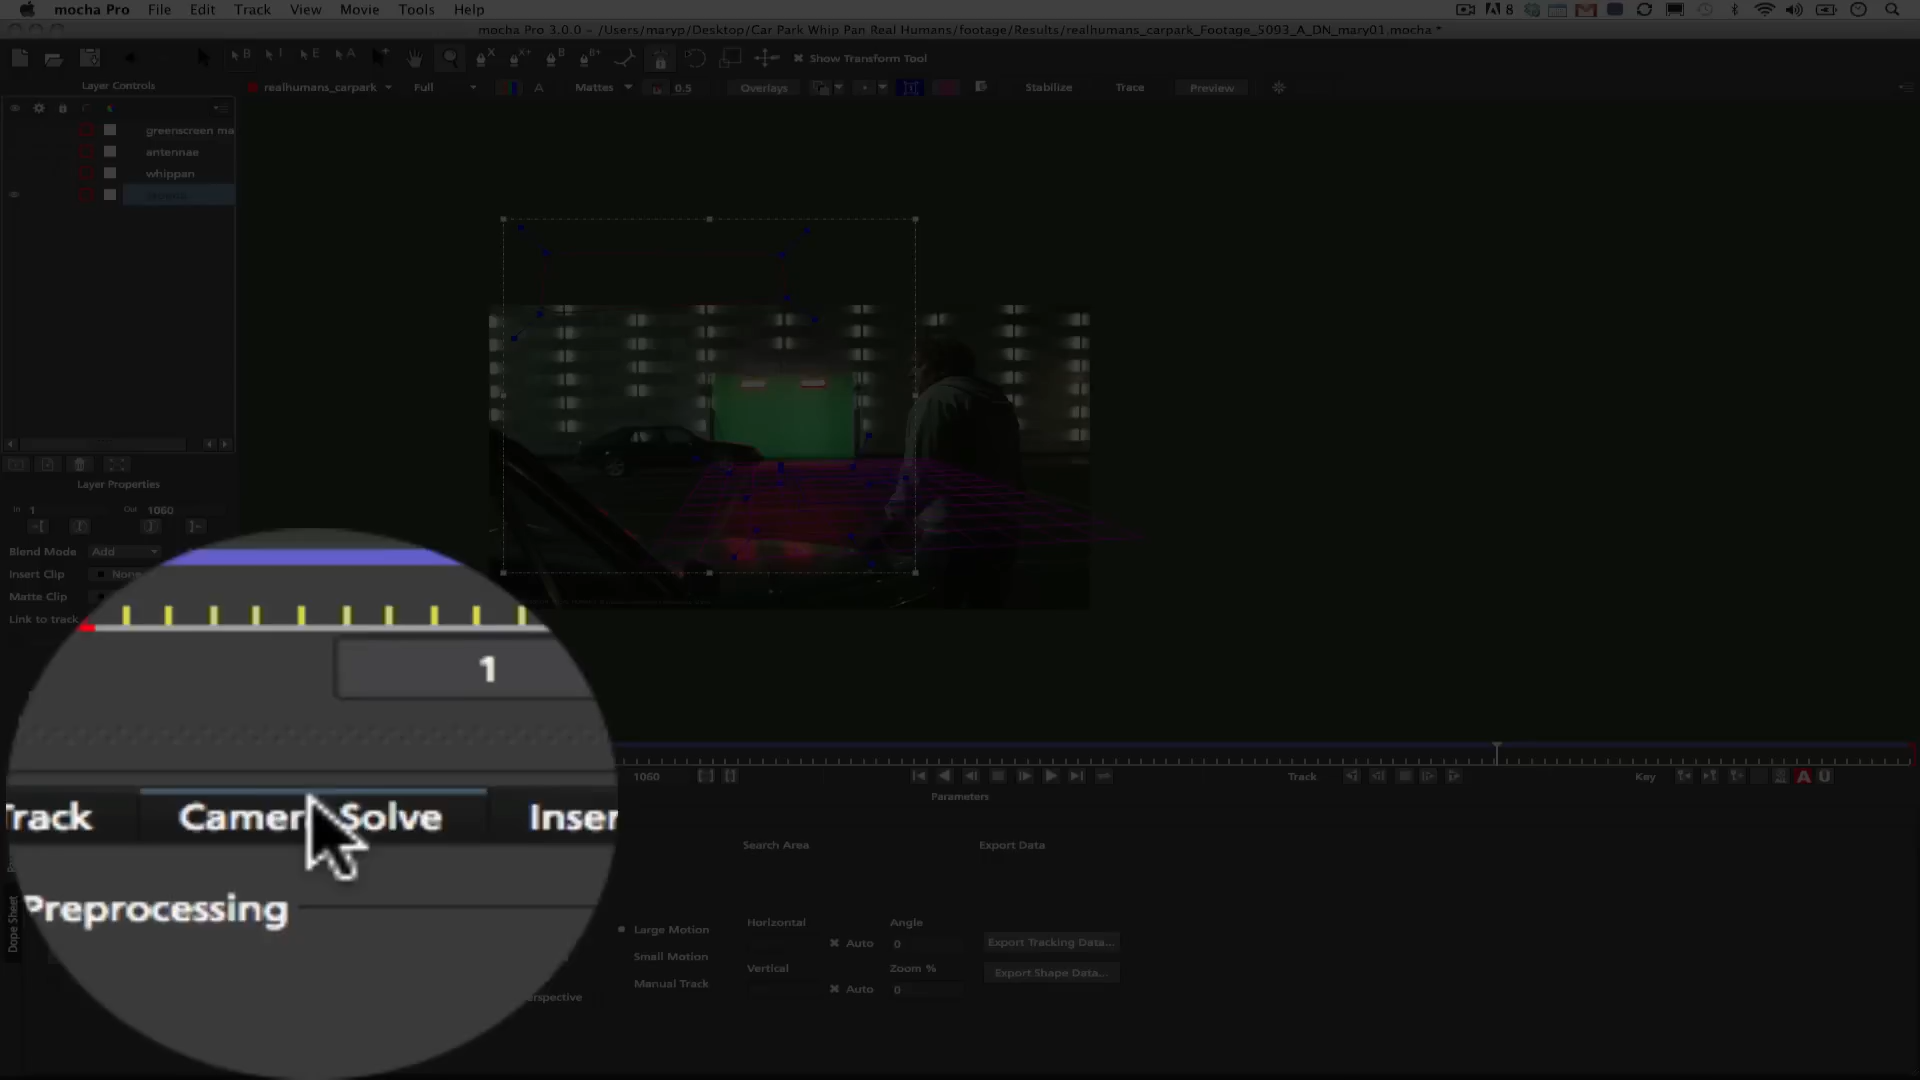 mocha Pro File Edit Track View Movie Tools Help
8
mocha Pro 3.0.0 - /Users/maryp/Desktop/Car Park Whip Pan Real Humans/footage/Results/realhumans_carpark_Footage_5093_A_DN_mary01.mocha *
B I E A X X+ B B+ Show Transform Tool
Layer Controls
realhumans_carpark Full A Mattes 0.5 Overlays Stabilize Trace Preview
greenscreen ma
antennae
whippan
Layer Properties
In 1 Out 1060
Blend Mode Add
Insert Clip None
Matte Clip
Link to track
1
1060 Track Key A U
Parameters
Track Camera Solve Inser
Search Area Export Data
Preprocessing
Dope Sheet
Large Motion Horizontal Angle
Auto 0 Export Tracking Data...
Small Motion
Vertical Zoom %
Manual Track Export Shape Data...
Auto 0
erspective